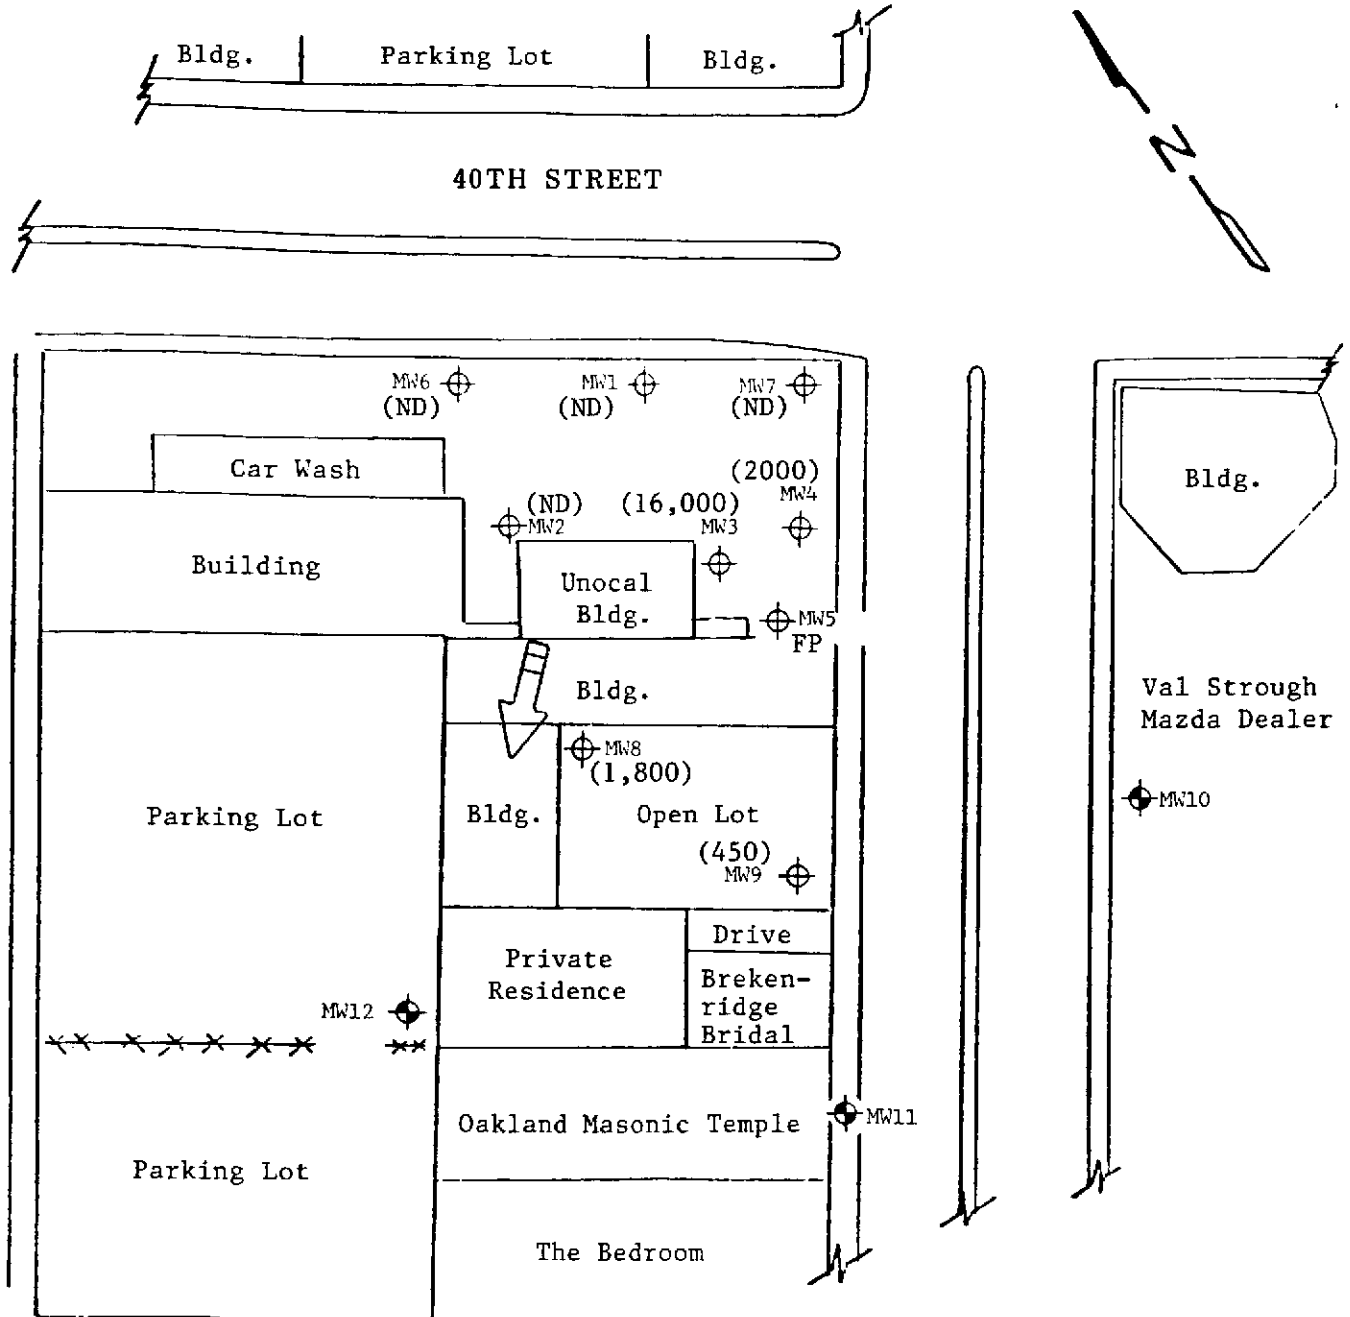 Bldg.
Parking Lot
Bldg.
N
40TH STREET
MW6
(ND)
MW1
(ND)
MW7
(ND)
Car Wash
(2000)
MW4
(ND)
MW2
(16,000)
MW3
Bldg.
Building
Unocal
Bldg.
MW5
FP
Bldg.
Val Strough
Mazda Dealer
MW8
(1,800)
MW10
Parking Lot
Bldg.
Open Lot
(450)
MW9
Drive
Private
Residence
Breken-
ridge
Bridal
MW12
Oakland Masonic Temple
MW11
Parking Lot
The Bedroom